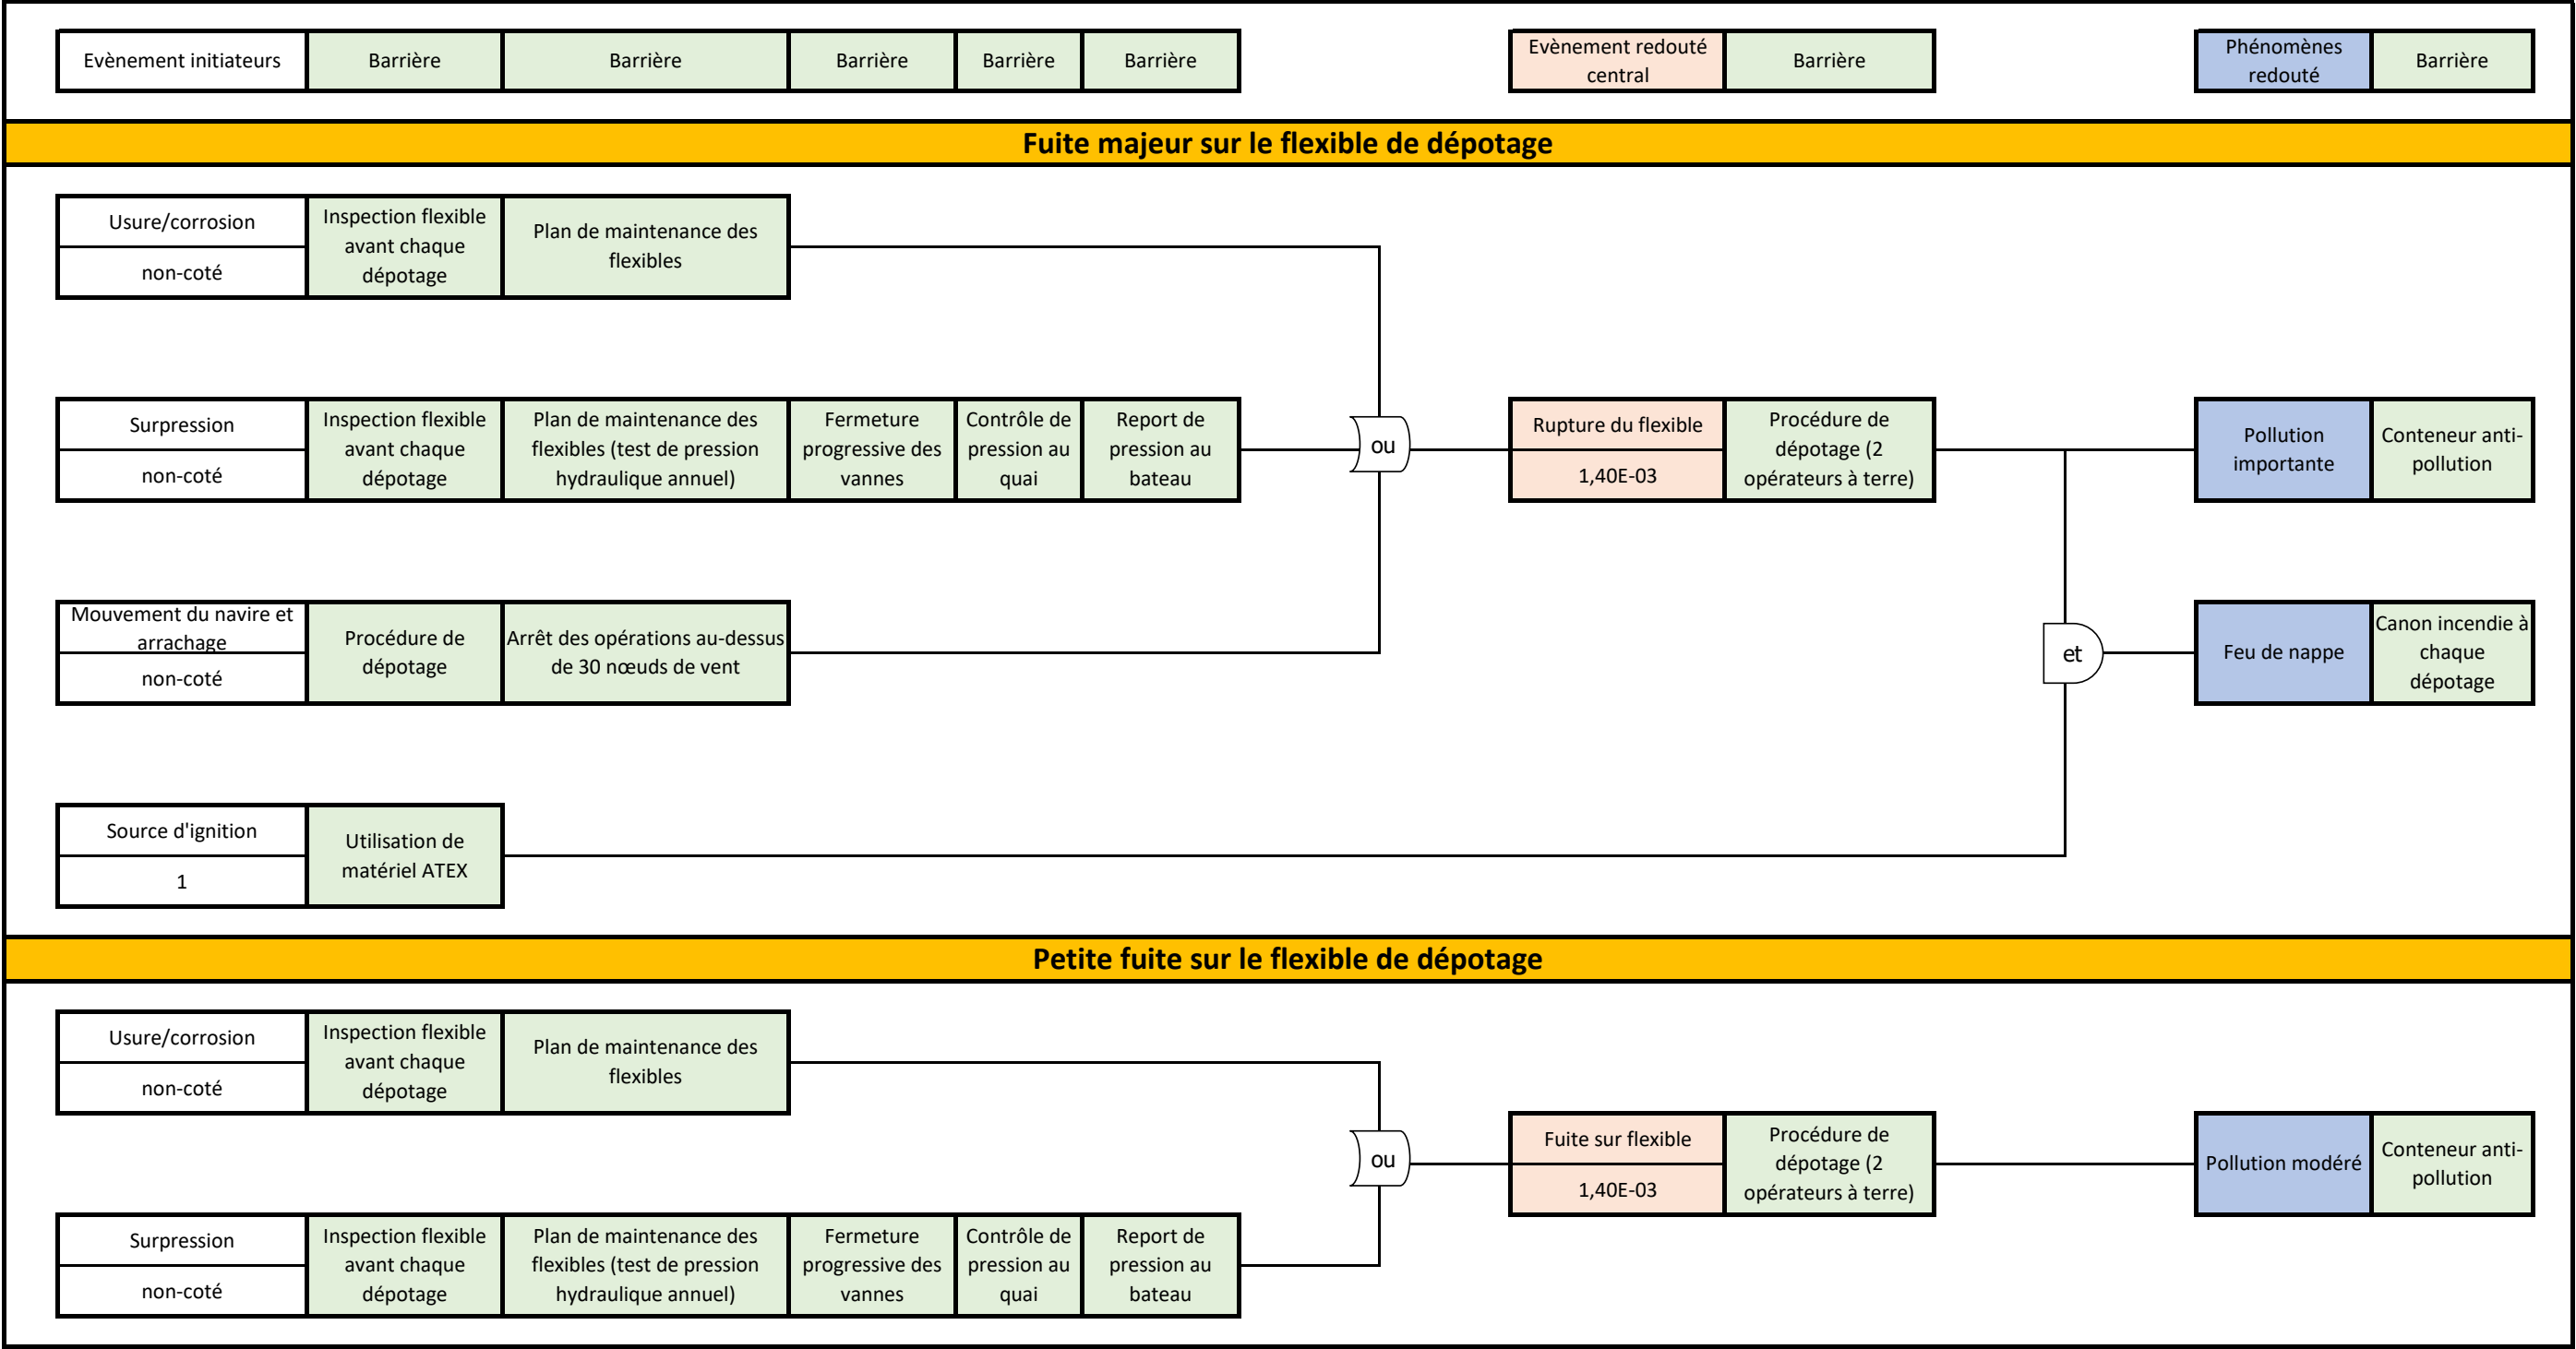 Evènement initiateurs
Barrière
Barrière
Barrière
Barrière
Barrière
Evènement redouté
central
Barrière
Phénomènes
redouté
Barrière
Fuite majeur sur le flexible de dépotage
Usure/corrosion
non-coté
Inspection flexible
avant chaque
dépotage
Plan de maintenance des
flexibles
Surpression
non-coté
Inspection flexible
avant chaque
dépotage
Plan de maintenance des
flexibles (test de pression
hydraulique annuel)
Fermeture
progressive des
vannes
Contrôle de
pression au
quai
Report de
pression au
bateau
ou
Rupture du flexible
1,40E-03
Procédure de
dépotage (2
opérateurs à terre)
Pollution
importante
Conteneur anti-
pollution
Mouvement du navire et
arrachage
non-coté
Procédure de
dépotage
Arrêt des opérations au-dessus
de 30 nœuds de vent
et
Feu de nappe
Canon incendie à
chaque
dépotage
Source d'ignition
1
Utilisation de
matériel ATEX
Petite fuite sur le flexible de dépotage
Usure/corrosion
non-coté
Inspection flexible
avant chaque
dépotage
Plan de maintenance des
flexibles
ou
Fuite sur flexible
1,40E-03
Procédure de
dépotage (2
opérateurs à terre)
Pollution modéré
Conteneur anti-
pollution
Surpression
non-coté
Inspection flexible
avant chaque
dépotage
Plan de maintenance des
flexibles (test de pression
hydraulique annuel)
Fermeture
progressive des
vannes
Contrôle de
pression au
quai
Report de
pression au
bateau